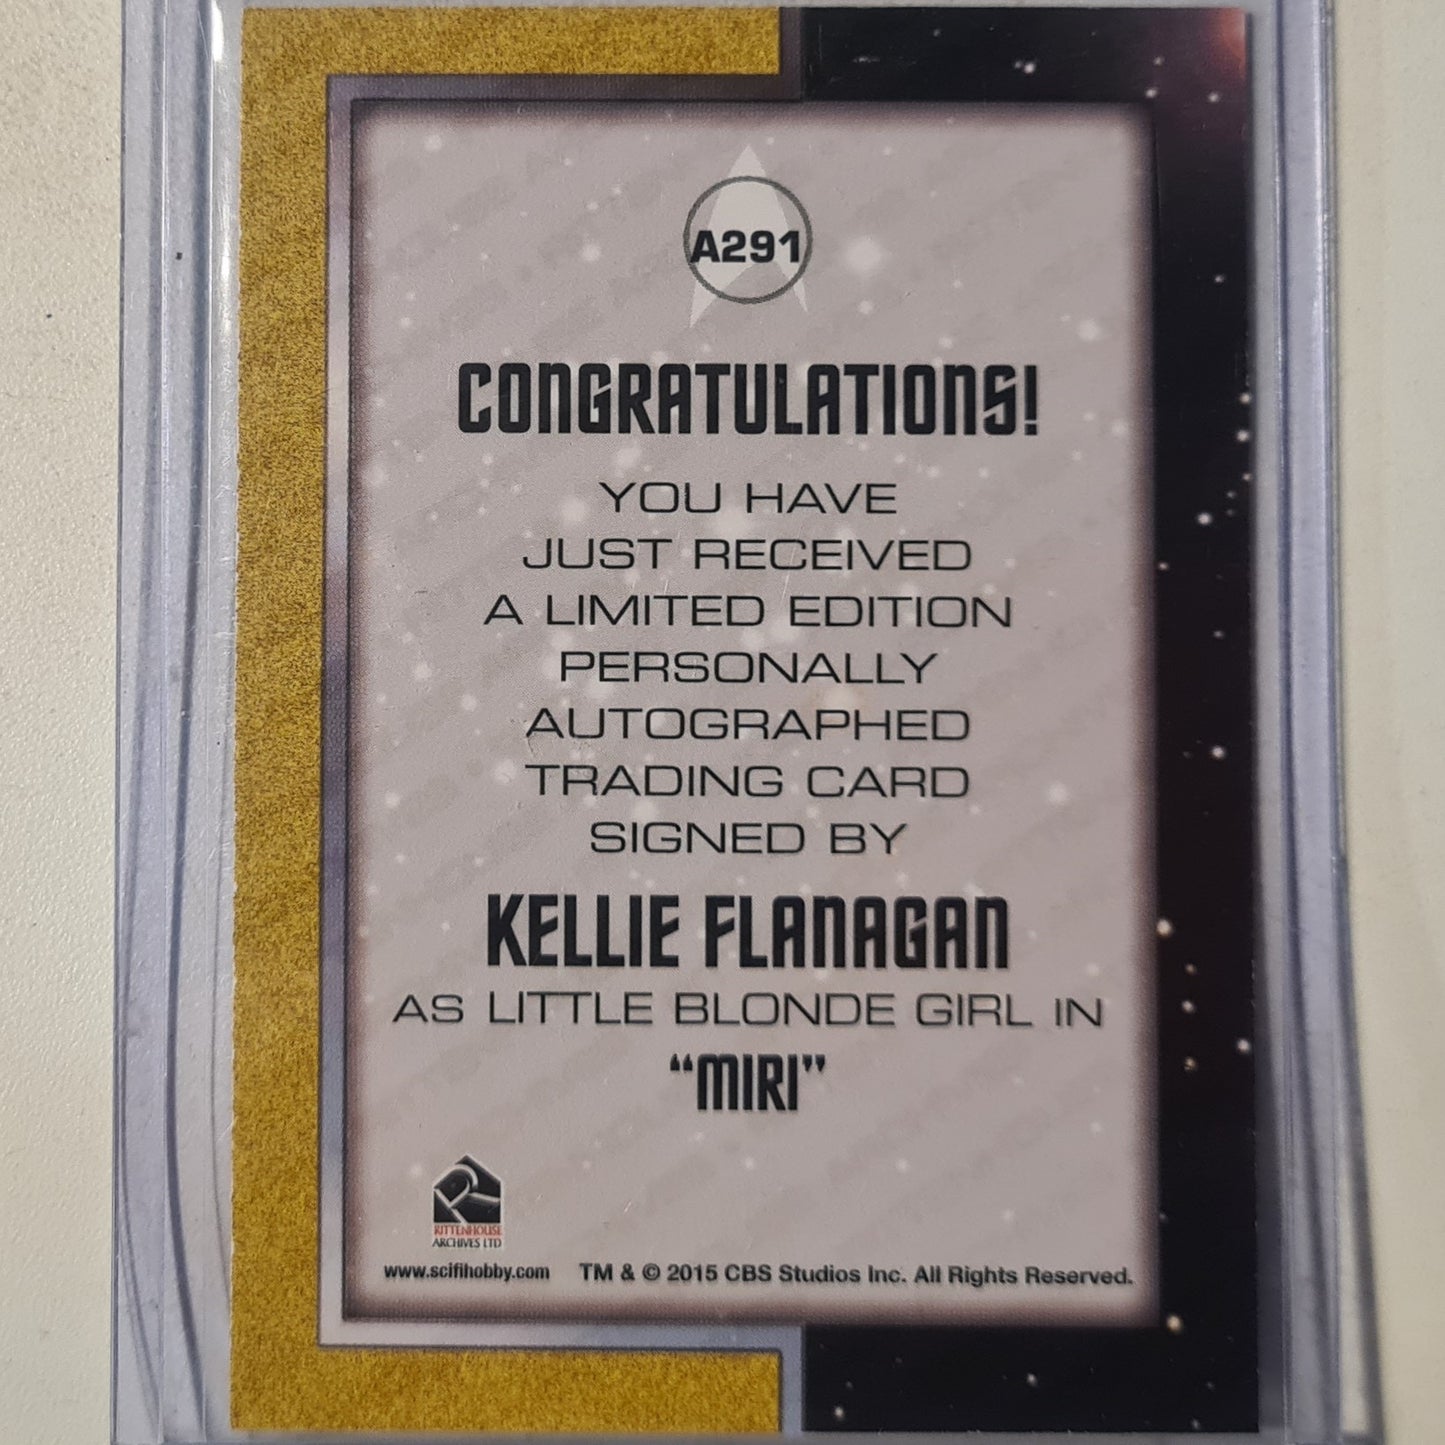 A291
CONGRATULATIONS!
YOU HAVE
JUST RECEIVED
A LIMITED EDITION
PERSONALLY
AUTOGRAPHED
TRADING CARD
SIGNED BY
KELLIE FLANAGAN
AS LITTLE BLONDE GIRL IN
“MIRI”
RITTENHOUSE
ARCHIVES LTD
www.scifihobby.com TM & © 2015 CBS Studios Inc. All Rights Reserved.